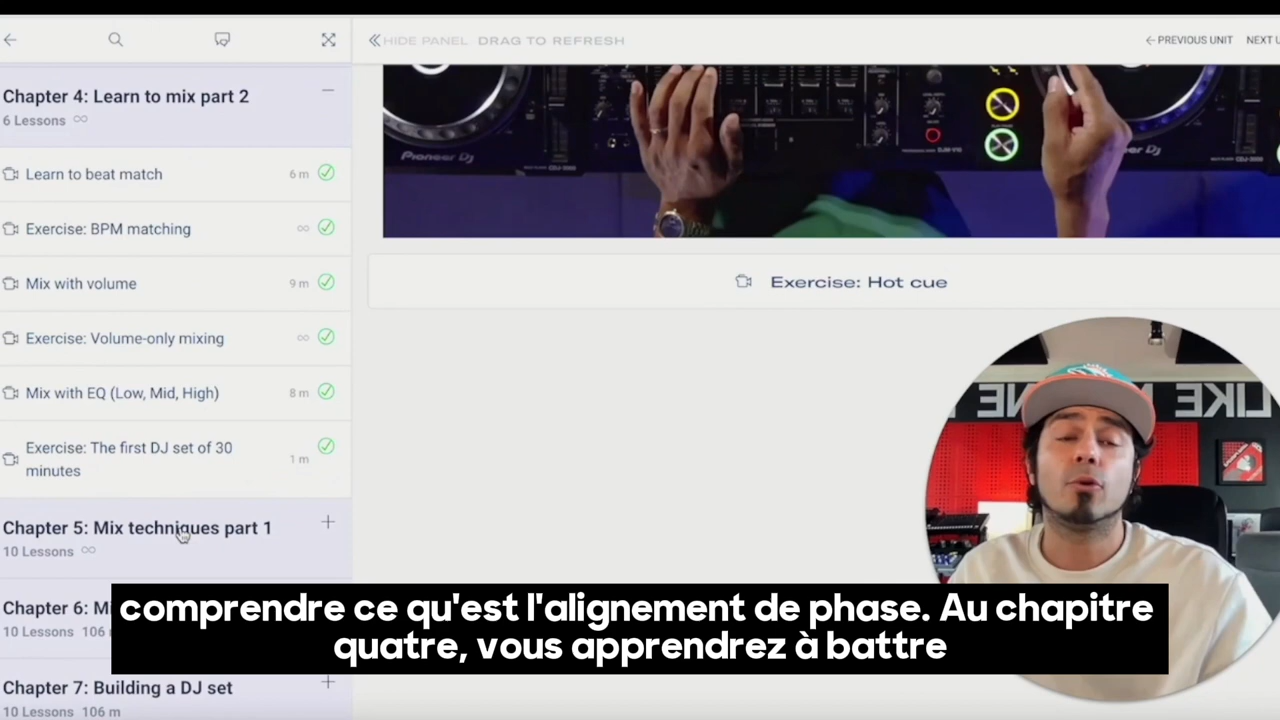 HIDE PANEL DRAG TO REFRESH
PREVIOUS UNIT NEXT U
Chapter 4: Learn to mix part 2
6 Lessons ∞
Learn to beat match 6 m
Exercise: BPM matching ∞
Mix with volume 9 m
Exercise: Volume-only mixing ∞
Mix with EQ (Low, Mid, High) 8 m
Exercise: The first DJ set of 30
minutes 1 m
Chapter 5: Mix techniques part 1
10 Lessons ∞
Chapter 6: Mi
10 Lessons 106
Chapter 7: Building a DJ set
10 Lessons 106 m
Pioneer Dj
Exercise: Hot cue
comprendre ce qu'est l'alignement de phase. Au chapitre
quatre, vous apprendrez à battre